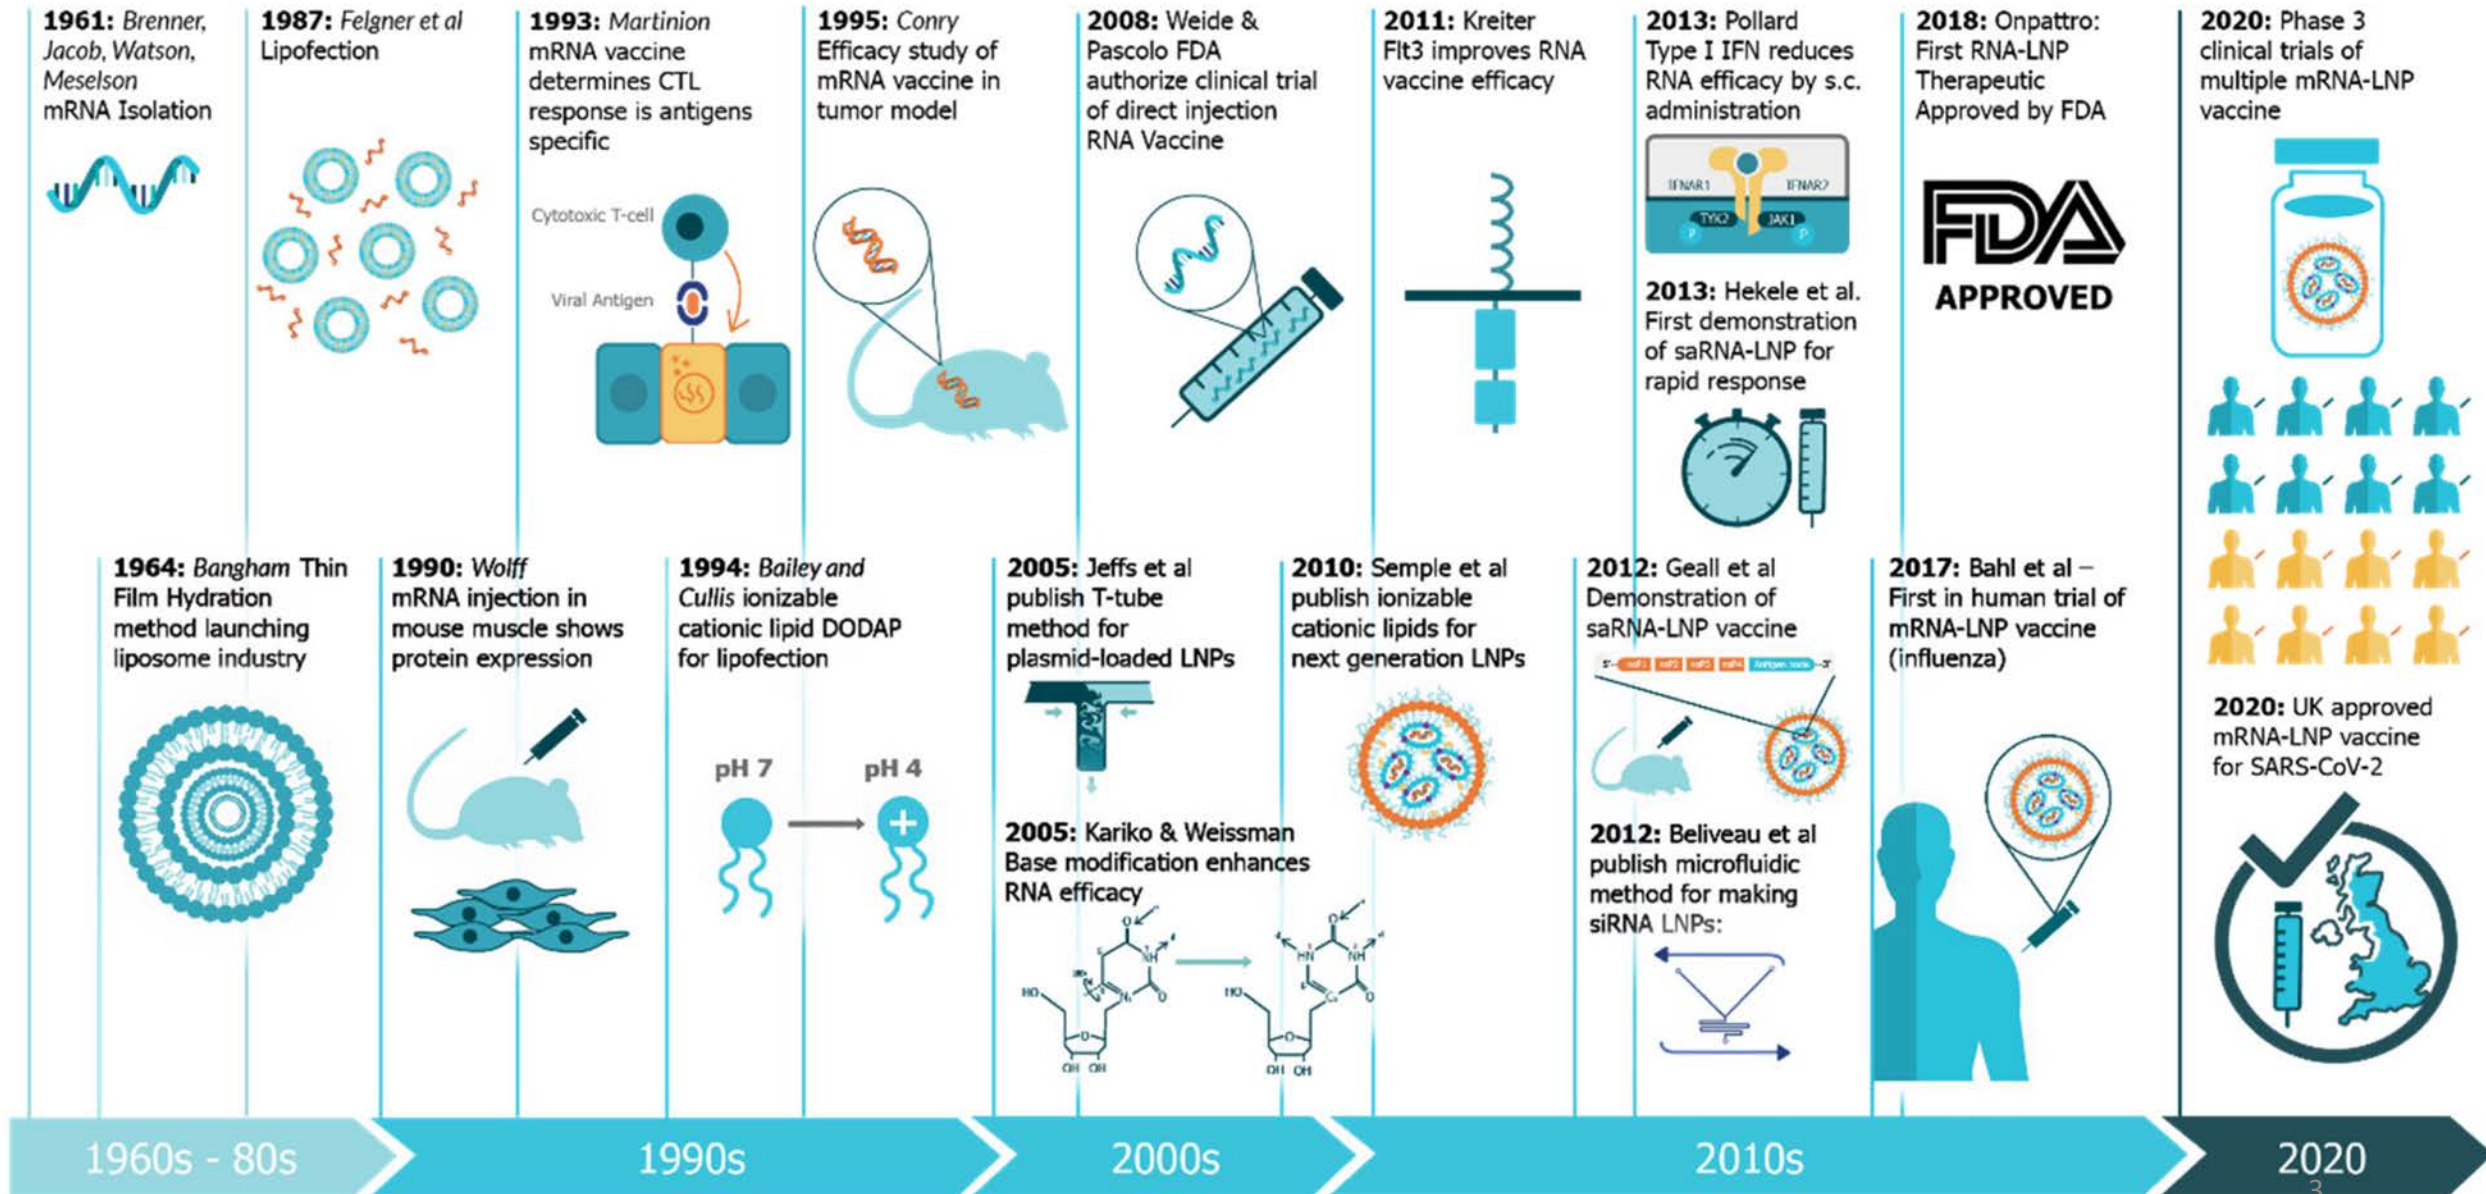 1961: Brenner,
Jacob, Watson,
Meselson
mRNA Isolation
1987: Felgner et al
Lipofection
1993: Martinion
mRNA vaccine
determines CTL
response is antigens
specific
Cytotoxic T-cell
Viral Antigen
1995: Conry
Efficacy study of
mRNA vaccine in
tumor model
2008: Weide &
Pascolo FDA
authorize clinical trial
of direct injection
RNA Vaccine
2011: Kreiter
Flt3 improves RNA
vaccine efficacy
2013: Pollard
Type I IFN reduces
RNA efficacy by s.c.
administration
IFNAR1
IFNAR2
TYK2
JAK1
P
P
2013: Hekele et al.
First demonstration
of saRNA-LNP for
rapid response
2018: Onpattro:
First RNA-LNP
Therapeutic
Approved by FDA
FDA
APPROVED
2020: Phase 3
clinical trials of
multiple mRNA-LNP
vaccine
1964: Bangham Thin
Film Hydration
method launching
liposome industry
1990: Wolff
mRNA injection in
mouse muscle shows
protein expression
1994: Bailey and
Cullis ionizable
cationic lipid DODAP
for lipofection
pH 7
pH 4
+
2005: Jeffs et al
publish T-tube
method for
plasmid-loaded LNPs
2005: Kariko & Weissman
Base modification enhances
RNA efficacy
O
NH
O
HO
O
OH OH
O
HN
NH
O
HO
O
OH OH
2010: Semple et al
publish ionizable
cationic lipids for
next generation LNPs
2012: Geall et al
Demonstration of
saRNA-LNP vaccine
2012: Beliveau et al
publish microfluidic
method for making
siRNA LNPs:
2017: Bahl et al –
First in human trial of
mRNA-LNP vaccine
(influenza)
2020: UK approved
mRNA-LNP vaccine
for SARS-CoV-2
1960s - 80s
1990s
2000s
2010s
2020
3